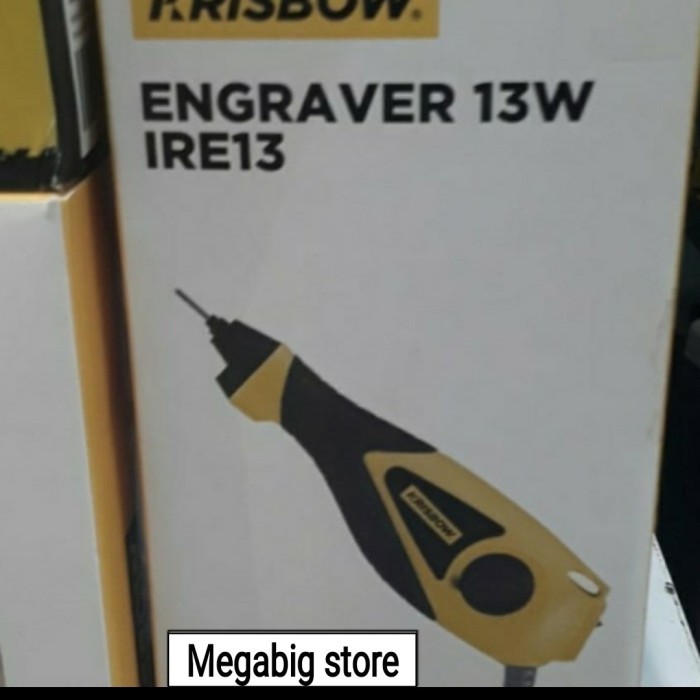 KRISBOW®
ENGRAVER 13W
IRE13
KRISBOW
Megabig store